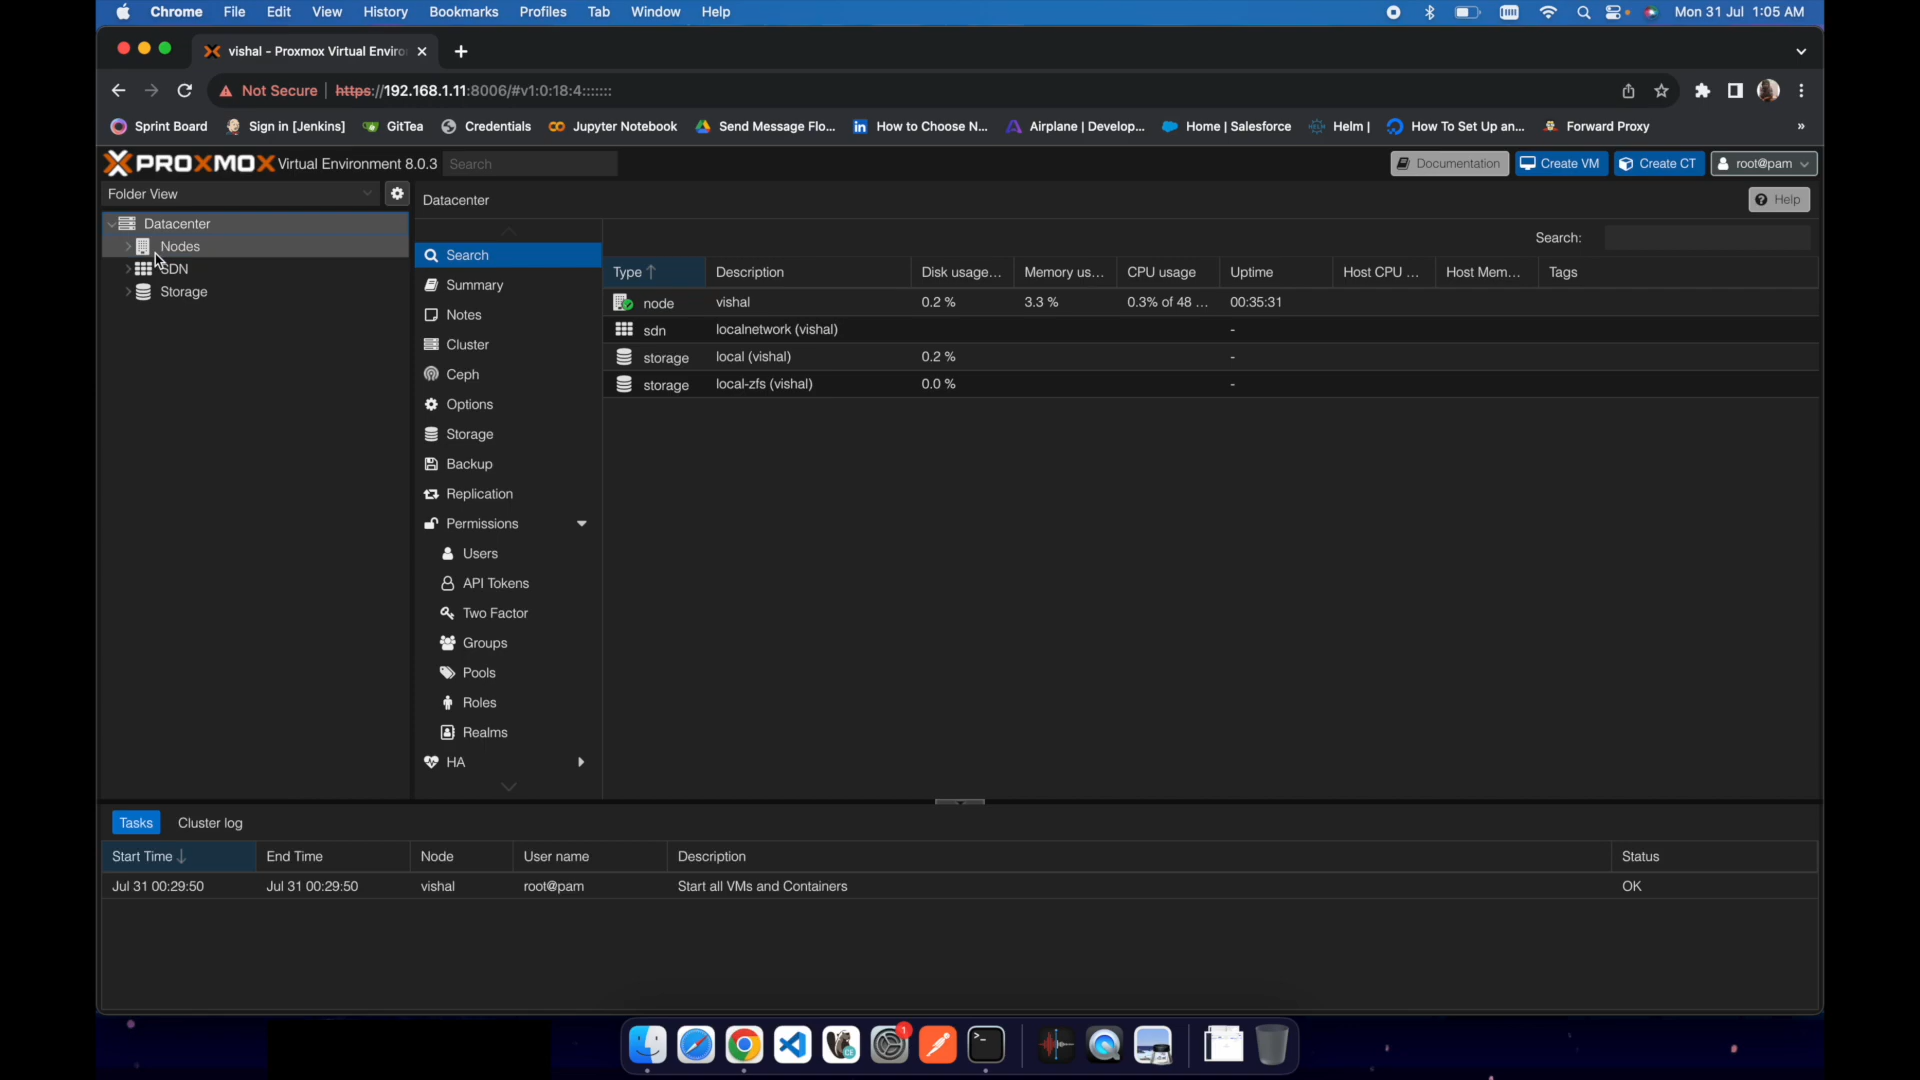 Chrome File Edit View History Bookmarks Profiles Tab Window Help Mon 31 Jul 1:05 AM
vishal - Proxmox Virtual Enviro
Not Secure https://192.168.1.11:8006/#v1:0:18:4:::::::
Sprint Board Sign in [Jenkins] GitTea Credentials Jupyter Notebook Send Message Flo... How to Choose N... Airplane | Develop... Home | Salesforce Helm | How To Set Up an... Forward Proxy »
PROXMOX Virtual Environment 8.0.3 Search Documentation Create VM Create CT root@pam
Folder View Datacenter Help
Datacenter
Nodes
SDN
Storage
Search
Summary
Notes
Cluster
Ceph
Options
Storage
Backup
Replication
Permissions
Users
API Tokens
Two Factor
Groups
Pools
Roles
Realms
HA
Search:
Type Description Disk usage... Memory us... CPU usage Uptime Host CPU ... Host Mem... Tags
node vishal 0.2 % 3.3 % 0.3% of 48 ... 00:35:31
sdn localnetwork (vishal) -
storage local (vishal) 0.2 % -
storage local-zfs (vishal) 0.0 % -
Tasks Cluster log
Start Time End Time Node User name Description Status
Jul 31 00:29:50 Jul 31 00:29:50 vishal root@pam Start all VMs and Containers OK
1